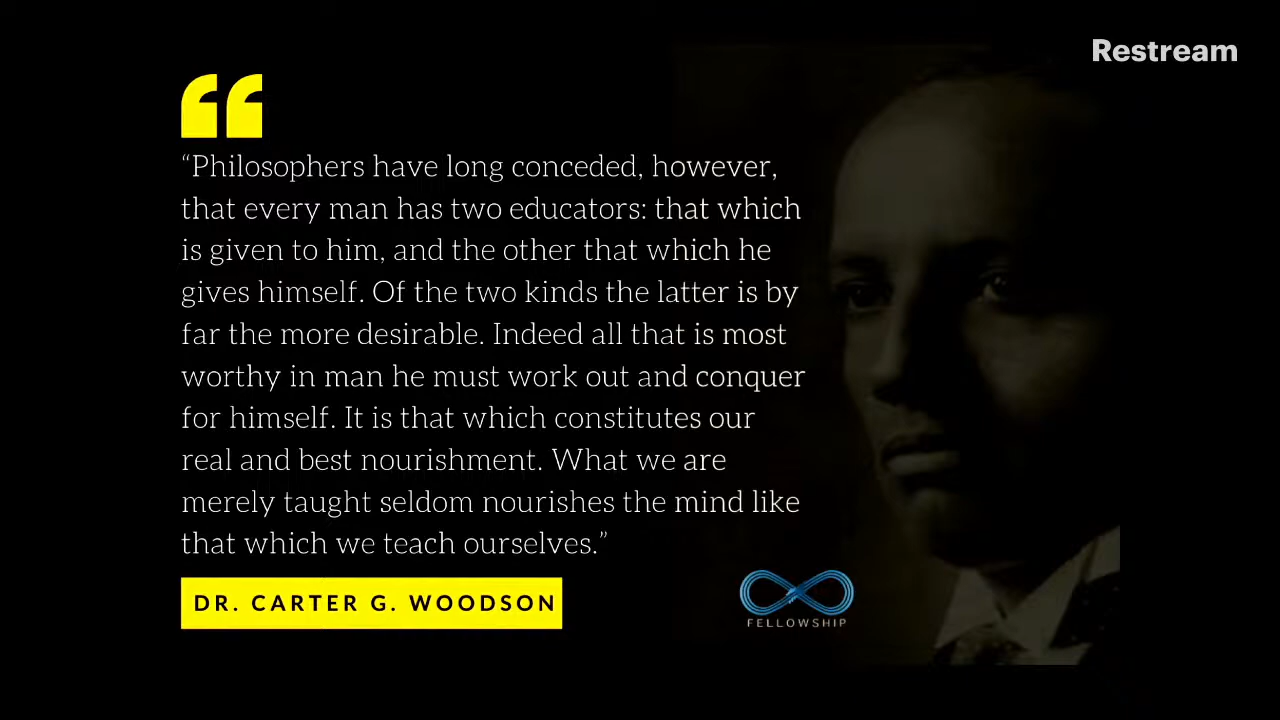 Restream
“Philosophers have long conceded, however,
that every man has two educators: that which
is given to him, and the other that which he
gives himself. Of the two kinds the latter is by
far the more desirable. Indeed all that is most
worthy in man he must work out and conquer
for himself. It is that which constitutes our
real and best nourishment. What we are
merely taught seldom nourishes the mind like
that which we teach ourselves.”
DR. CARTER G. WOODSON
FELLOWSHIP